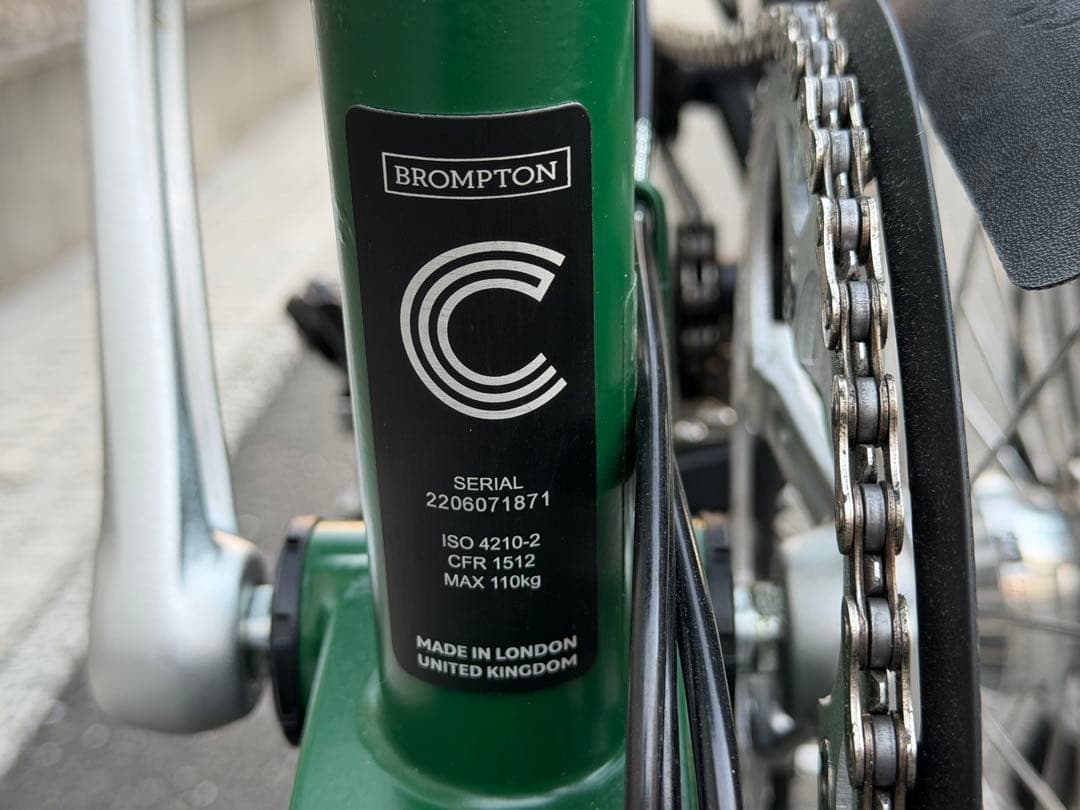 BROMPTON
C
SERIAL
2206071871
ISO 4210-2
CFR 1512
MAX 110kg
MADE IN LONDON
UNITED KINGDOM